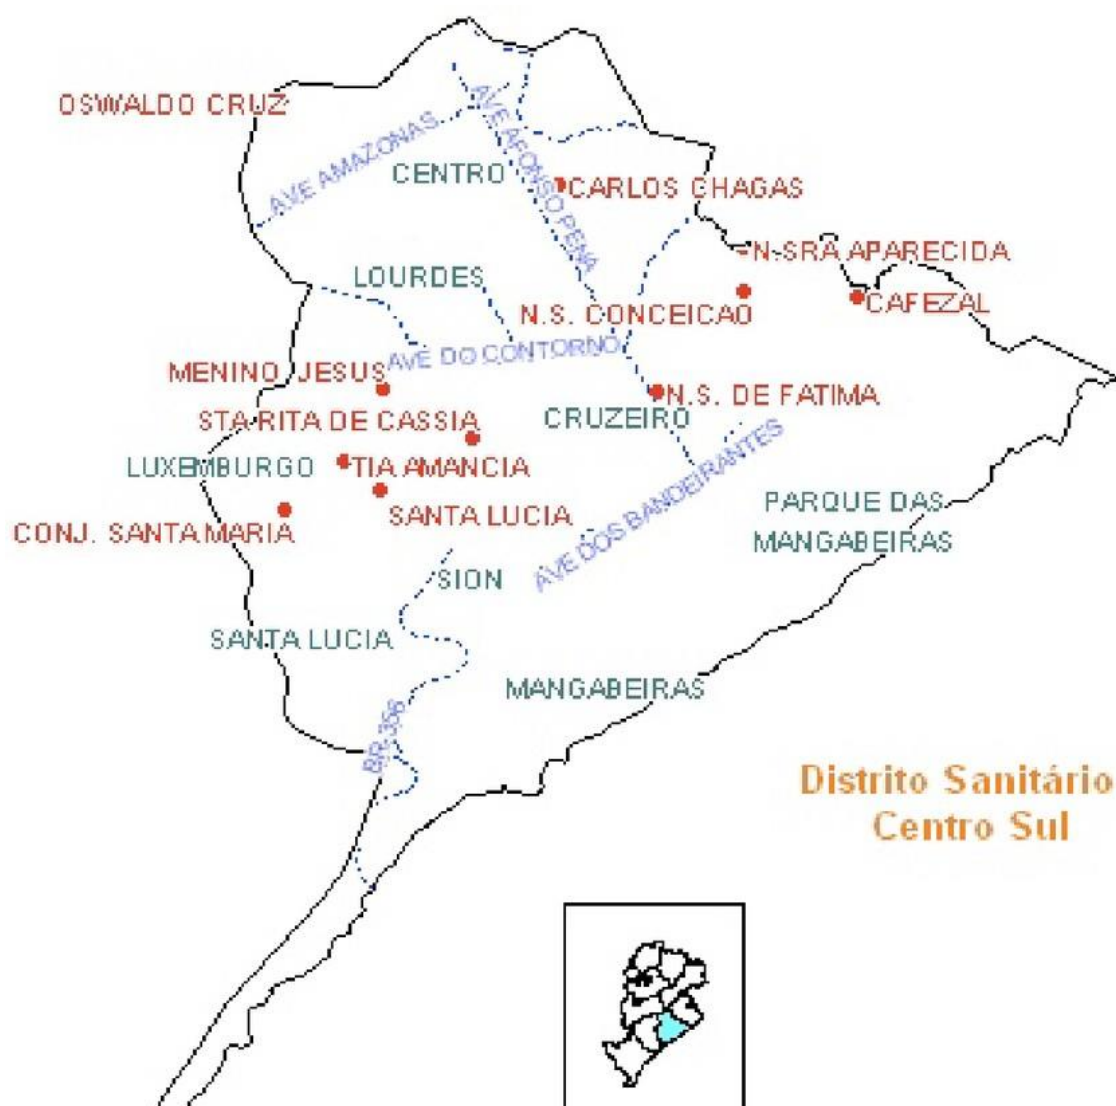 OSWALDO CRUZ
AVE AMAZONAS
AVE AFONSO PENA
CENTRO
CARLOS CHAGAS
N-SRA APARECIDA
LOURDES
N.S. CONCEICAO
CAFEZAL
AVE DO CONTORNO
MENINO JESUS
N.S. DE FATIMA
STA RITA DE CASSIA
CRUZEIRO
LUXEMBURGO
TIA AMANCIA
AVE DOS BANDEIRANTES
PARQUE DAS
MANGABEIRAS
SANTA LUCIA
CONJ. SANTA MARIA
SION
SANTA LUCIA
MANGABEIRAS
BR 356
Distrito Sanitário
Centro Sul